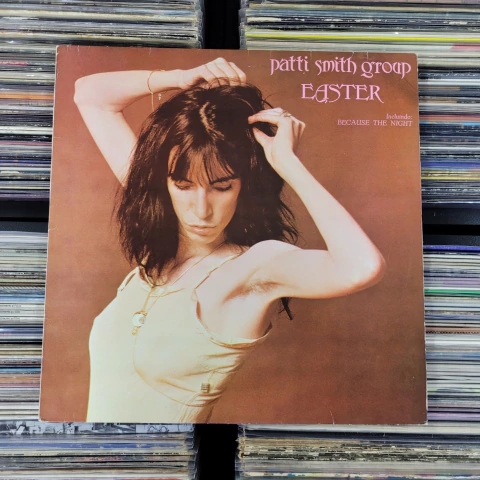 patti smith group
EASTER
Includes:
BECAUSE THE NIGHT